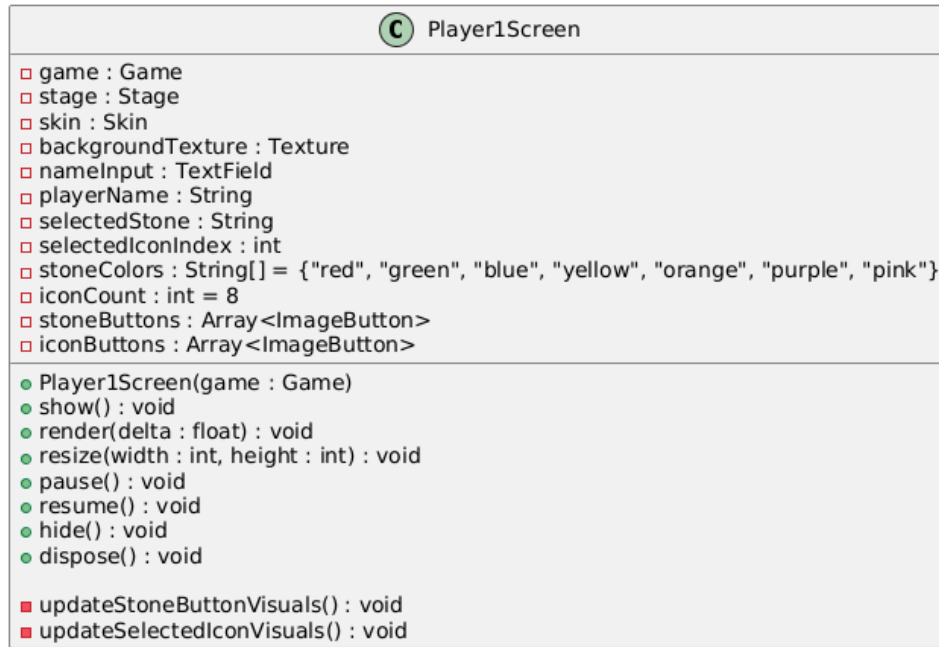 C Player1Screen
game : Game
stage : Stage
skin : Skin
backgroundTexture : Texture
nameInput : TextField
playerName : String
selectedStone : String
selectedIconIndex : int
stoneColors : String[] = {"red", "green", "blue", "yellow", "orange", "purple", "pink"}
iconCount : int = 8
stoneButtons : Array<ImageButton>
iconButtons : Array<ImageButton>
Player1Screen(game : Game)
show() : void
render(delta : float) : void
resize(width : int, height : int) : void
pause() : void
resume() : void
hide() : void
dispose() : void
updateStoneButtonVisuals() : void
updateSelectedIconVisuals() : void